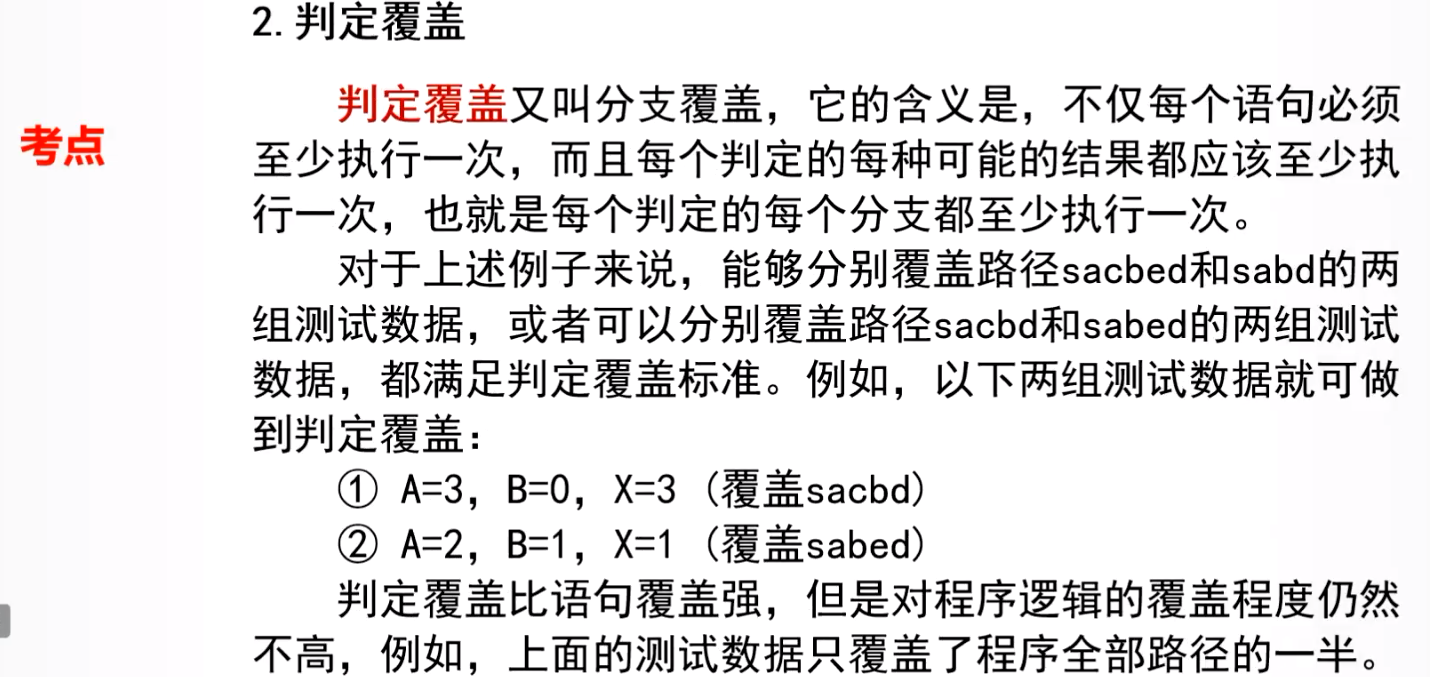 2. 判定覆盖
考点
判定覆盖又叫分支覆盖，它的含义是，不仅每个语句必须
至少执行一次，而且每个判定的每种可能的结果都应该至少执
行一次，也就是每个判定的每个分支都至少执行一次。
对于上述例子来说，能够分别覆盖路径sacbed和sabd的两
组测试数据，或者可以分别覆盖路径sacbd和sabed的两组测试
数据，都满足判定覆盖标准。例如，以下两组测试数据就可做
到判定覆盖：
① A=3，B=0，X=3（覆盖sacbd）
② A=2，B=1，X=1（覆盖sabed）
判定覆盖比语句覆盖强，但是对程序逻辑的覆盖程度仍然
不高，例如，上面的测试数据只覆盖了程序全部路径的一半。